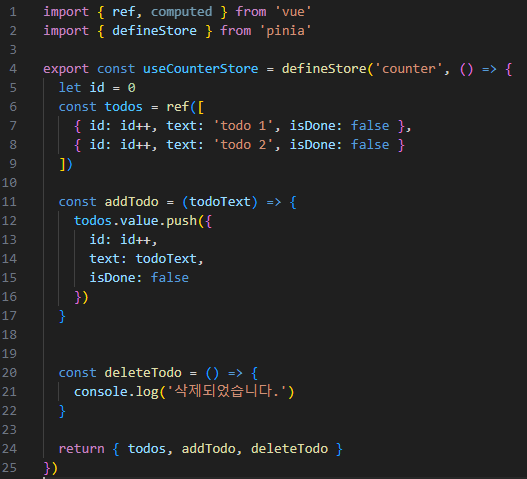 1 import { ref, computed } from 'vue'
2 import { defineStore } from 'pinia'
3
4 export const useCounterStore = defineStore('counter', () => {
5   let id = 0
6   const todos = ref([
7     { id: id++, text: 'todo 1', isDone: false },
8     { id: id++, text: 'todo 2', isDone: false }
9   ])
10
11   const addTodo = (todoText) => {
12     todos.value.push({
13       id: id++,
14       text: todoText,
15       isDone: false
16     })
17   }
18
19
20   const deleteTodo = () => {
21     console.log('삭제되었습니다.')
22   }
23
24   return { todos, addTodo, deleteTodo }
25 })